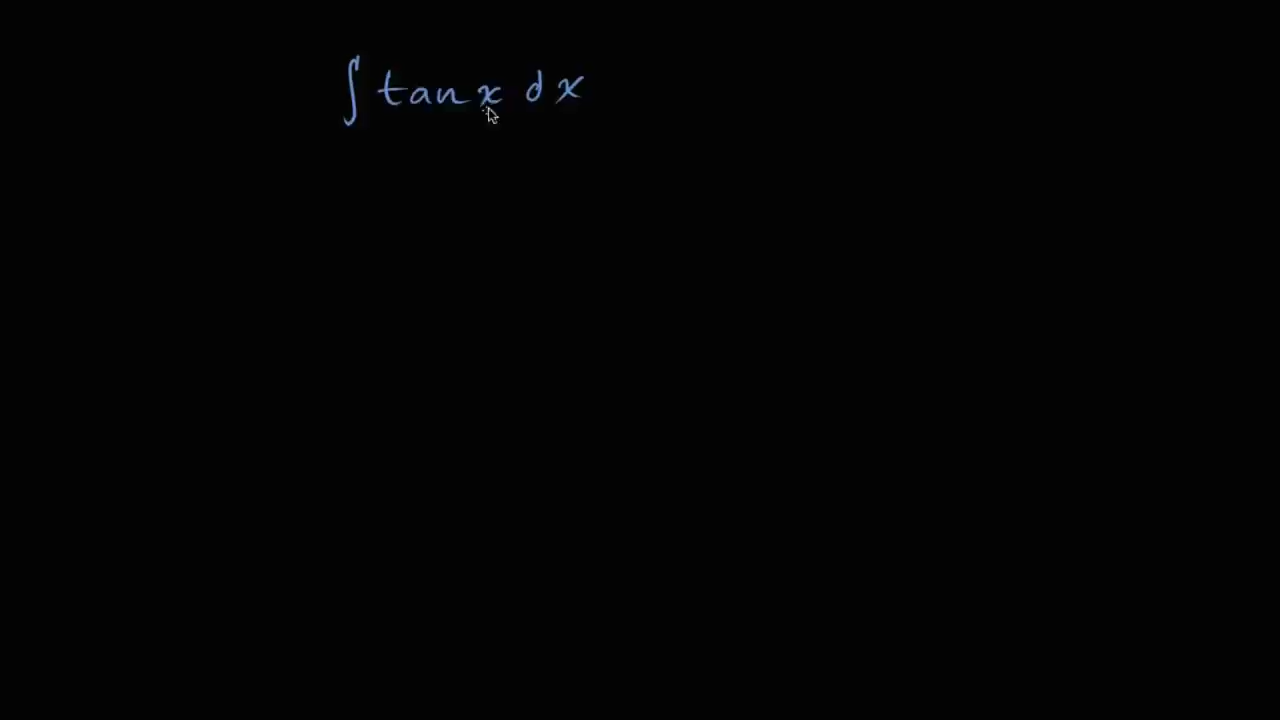 ∫ tan x dx